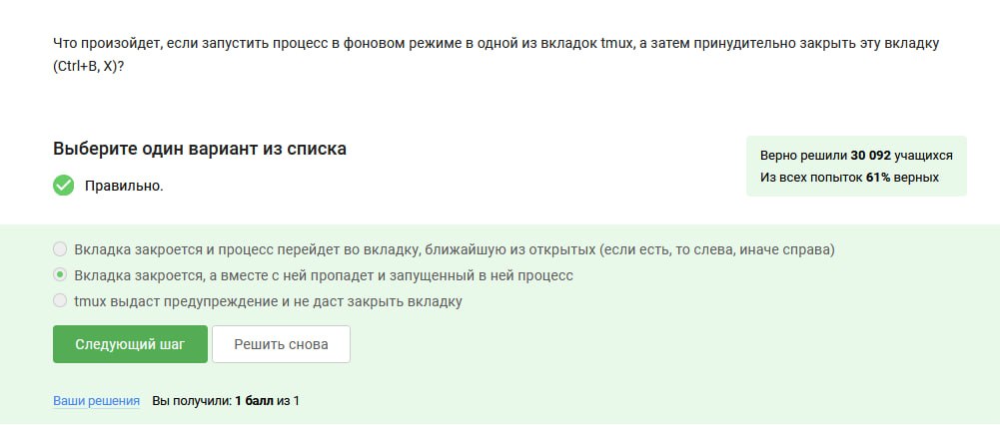 Что произойдет, если запустить процесс в фоновом режиме в одной из вкладок tmux, а затем принудительно закрыть эту вкладку
(Ctrl+B, X)?
Выберите один вариант из списка
Правильно.
Верно решили 30 092 учащихся
Из всех попыток 61% верных
Вкладка закроется и процесс перейдет во вкладку, ближайшую из открытых (если есть, то слева, иначе справа)
Вкладка закроется, а вместе с ней пропадет и запущенный в ней процесс
tmux выдаст предупреждение и не даст закрыть вкладку
Следующий шаг
Решить снова
Ваши решения Вы получили: 1 балл из 1